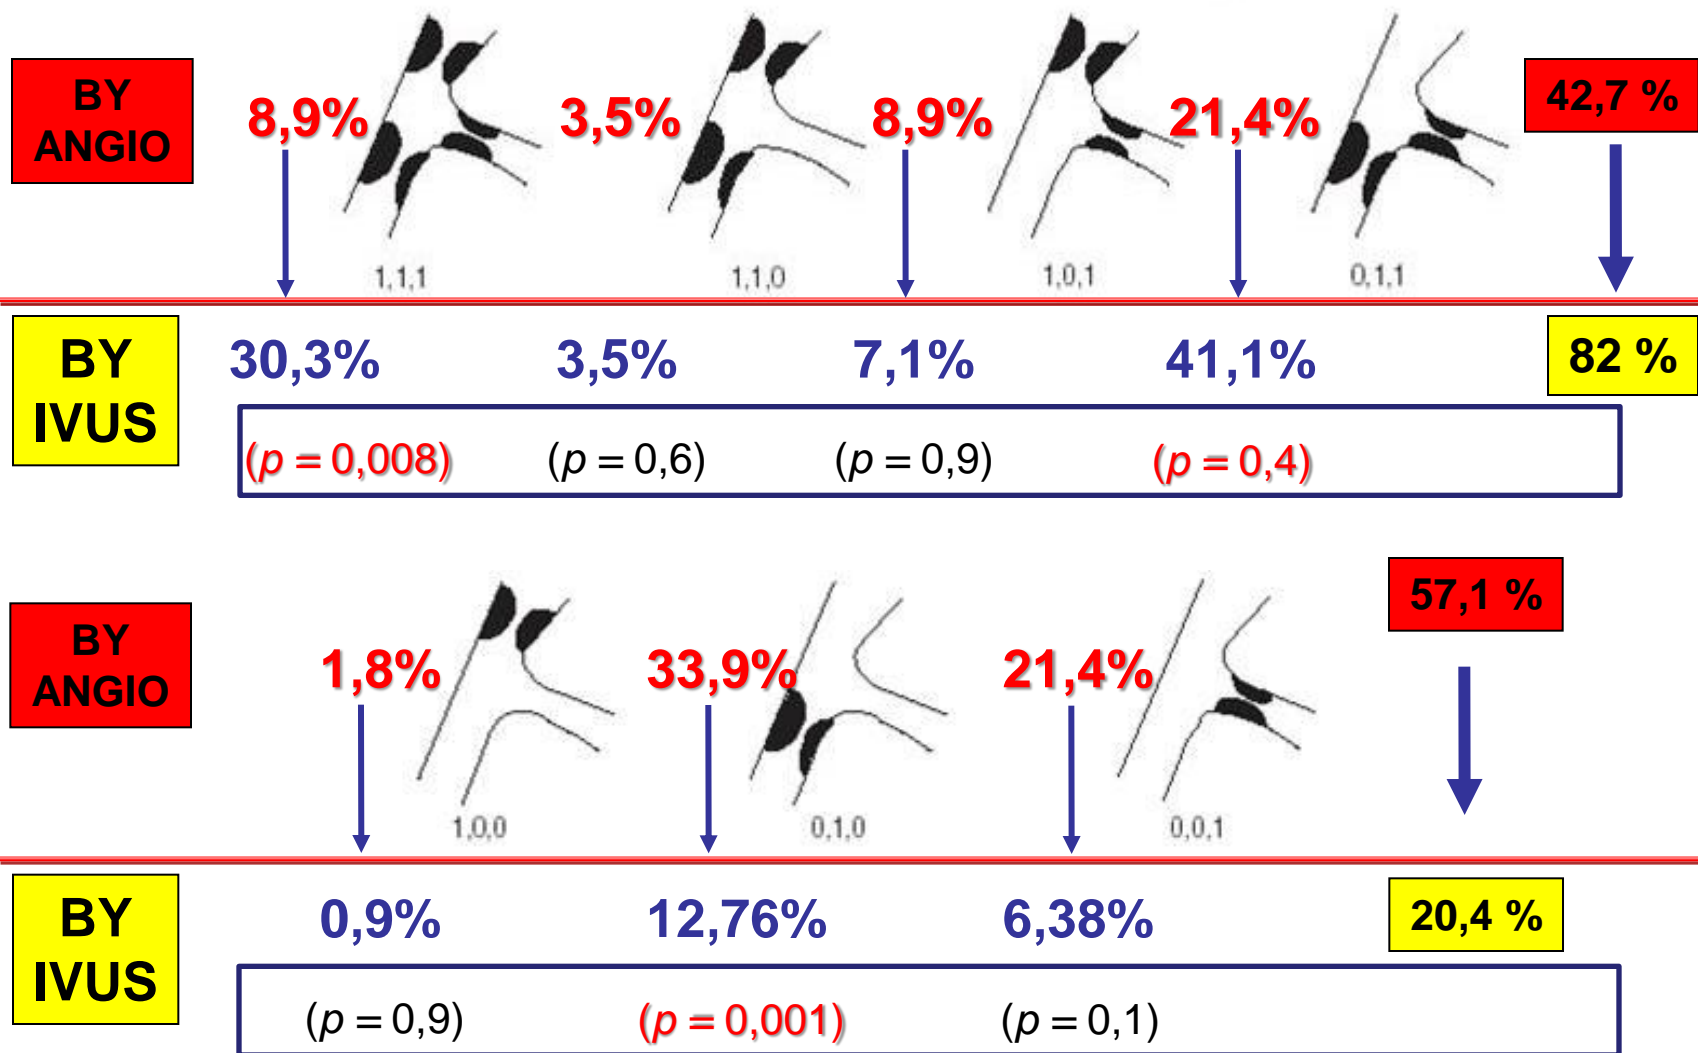 BY
ANGIO
8,9%
3,5%
8,9%
21,4%
42,7 %
1,1,1
1,1,0
1,0,1
0,1,1
BY
IVUS
30,3%
3,5%
7,1%
41,1%
82 %
(p = 0,008)
(p = 0,6)
(p = 0,9)
(p = 0,4)
BY
ANGIO
1,8%
33,9%
21,4%
57,1 %
1,0,0
0,1,0
0,0,1
BY
IVUS
0,9%
12,76%
6,38%
20,4 %
(p = 0,9)
(p = 0,001)
(p = 0,1)